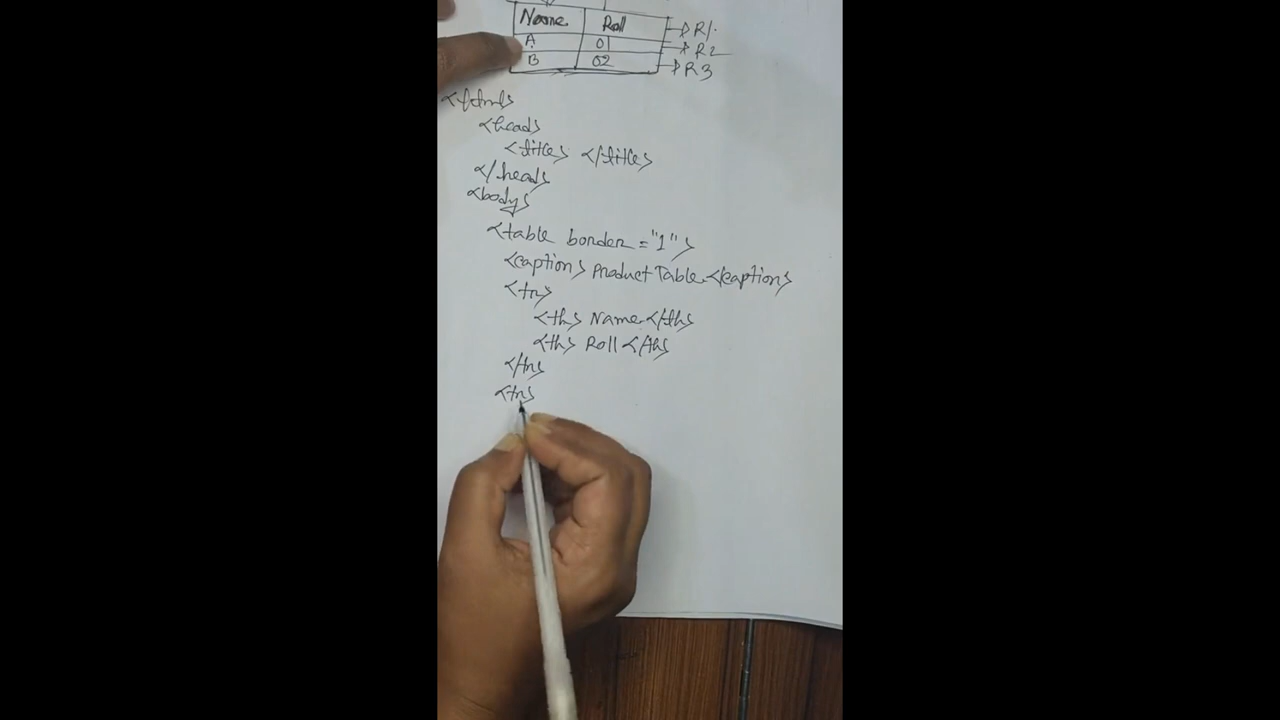 Name Roll → R1.
A 01 → R2
B 02 → R3
<html>
<head>
<title> </title>
</head>
<body>
<table border="1">
<caption> Product Table </caption>
<tr>
<th> Name </th>
<th> Roll </th>
</tr>
<tr>